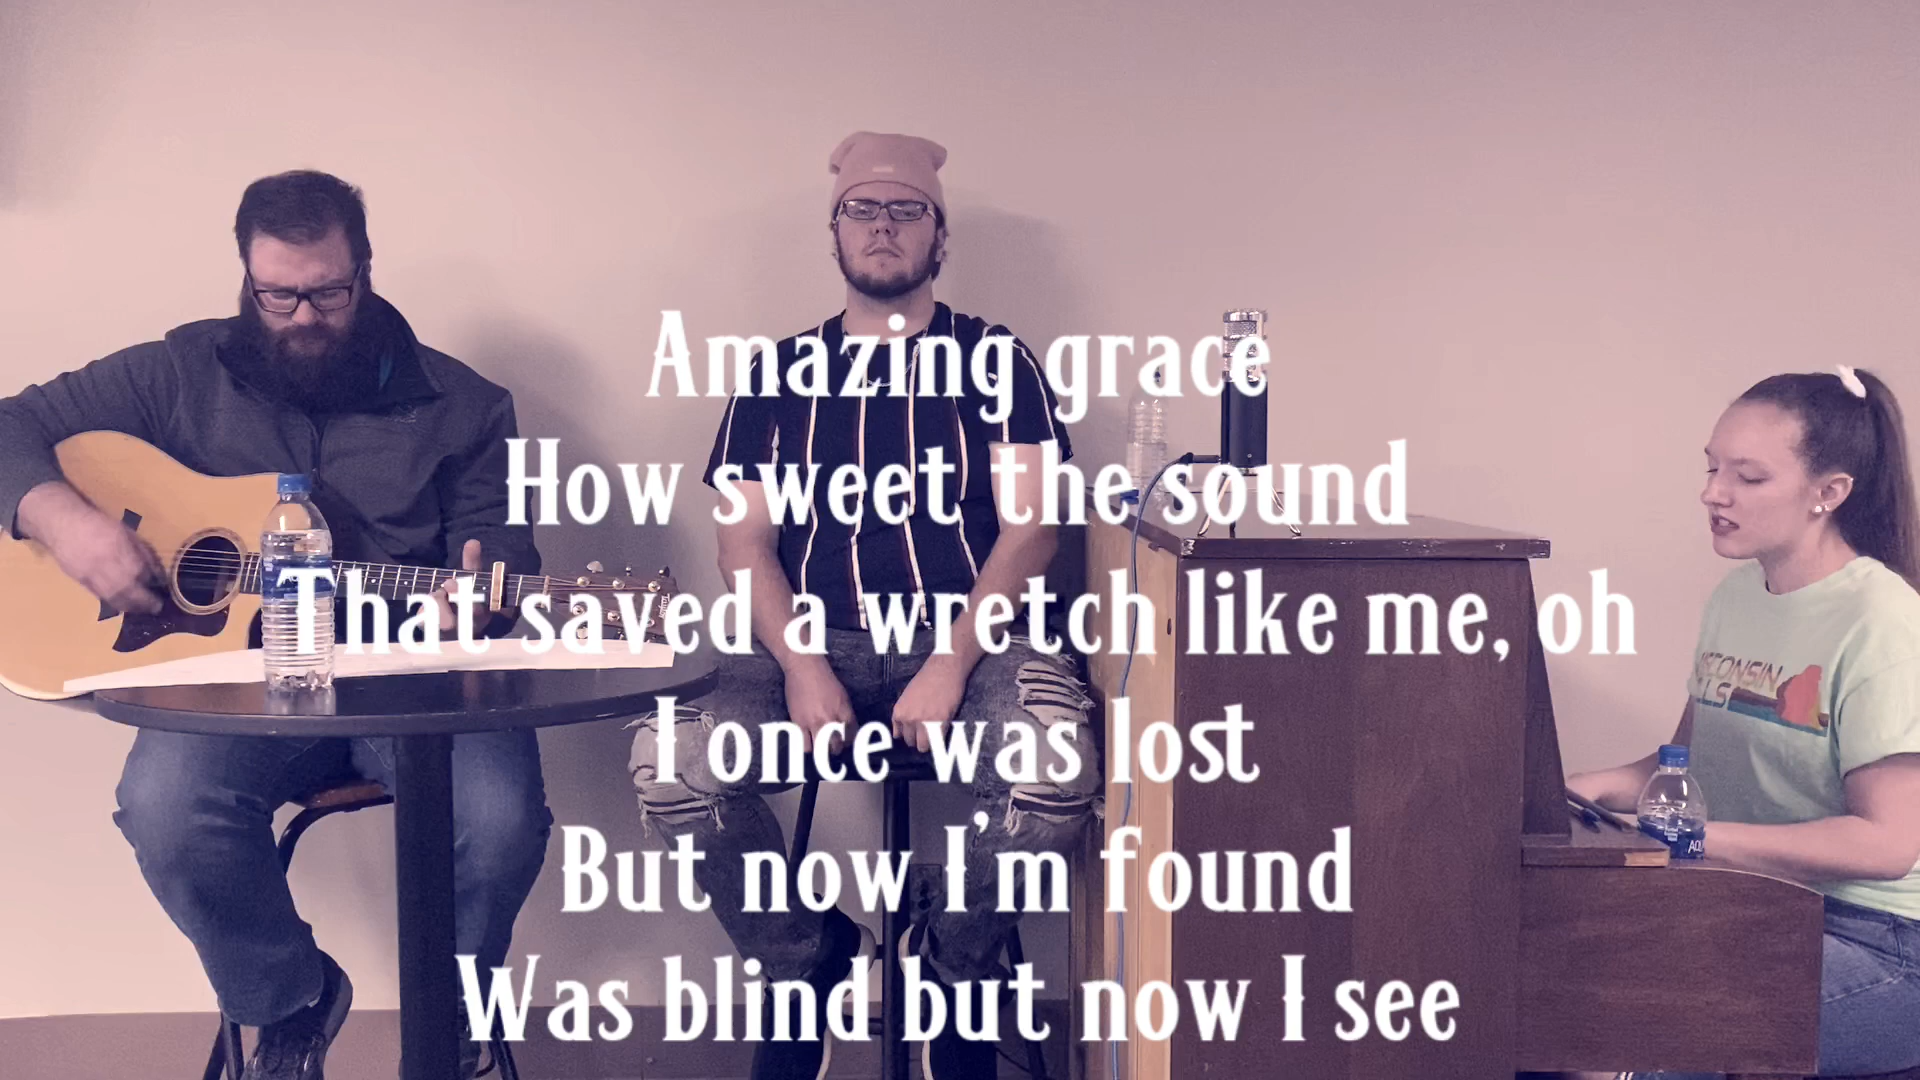 Amazing grace
How sweet the sound
That saved a wretch like me, oh
I once was lost
But now I'm found
Was blind but now I see